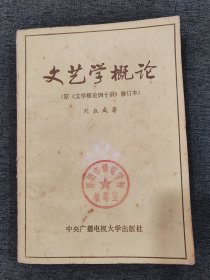 文艺学概论
（原《文学概论四十讲》修订本）
刘叔成 著
中央广播电视大学出版社